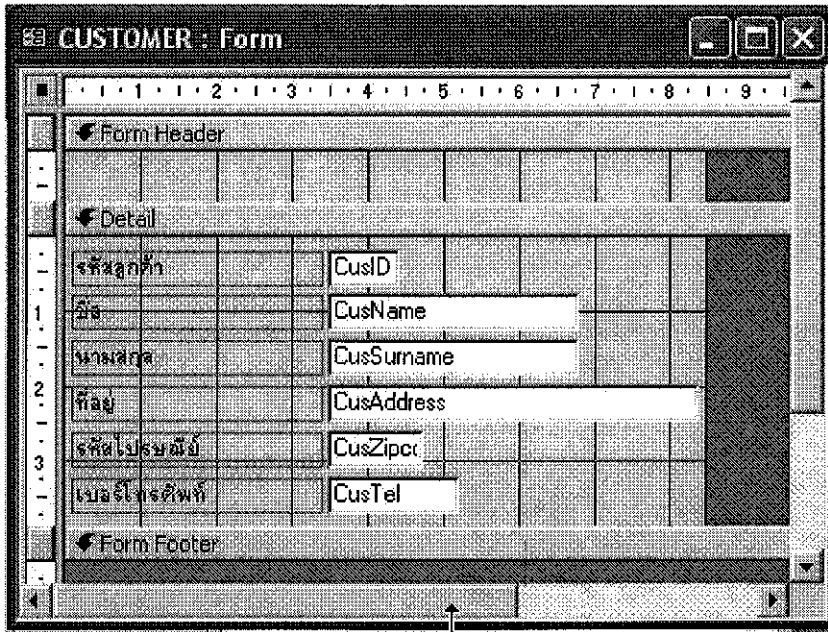 CUSTOMER : Form
1 2 3 4 5 6 7 8 9
Form Header
Detail
รหัสลูกค้า CusID
1 ชื่อ CusName
นามสกุล CusSurname
2 ที่อยู่ CusAddress
รหัสไปรษณีย์ CusZipcc
3
เบอร์โทรศัพท์ CusTel
Form Footer